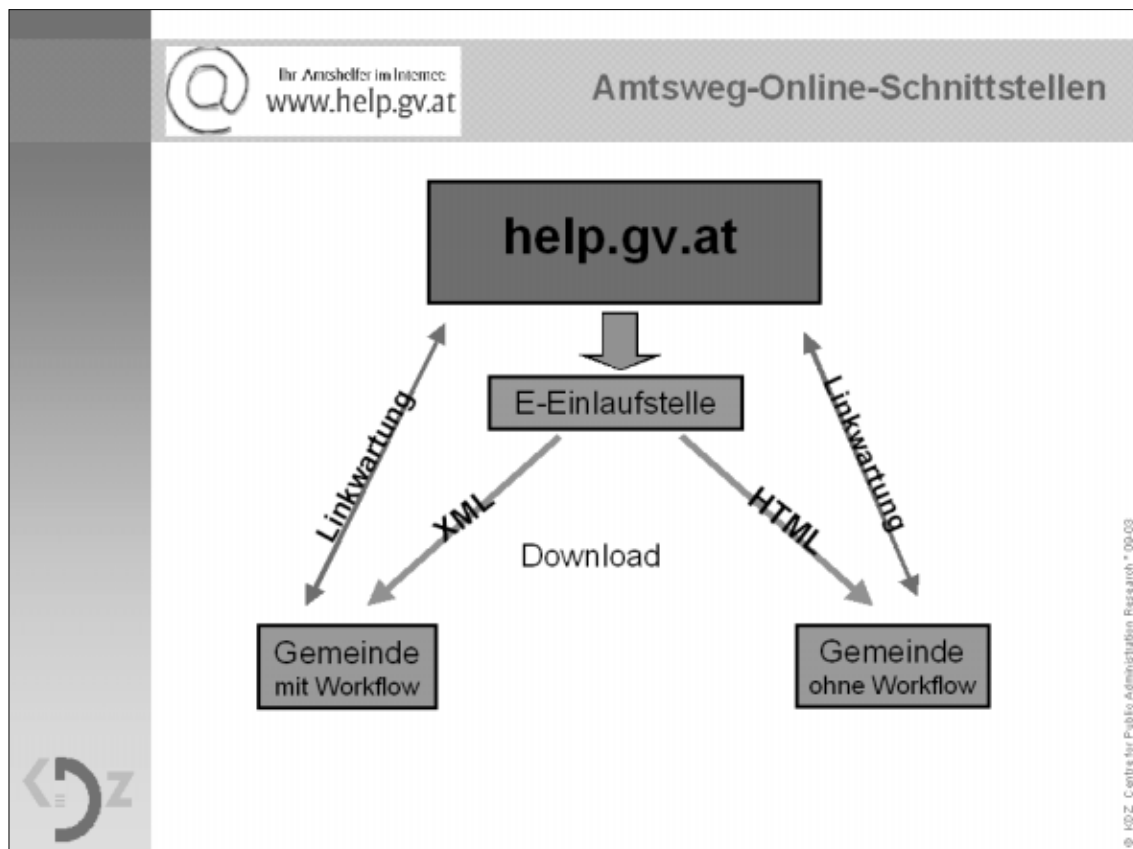 Ihr Amtshelfer im Internet:
www.help.gv.at
Amtsweg-Online-Schnittstellen
help.gv.at
E-Einlaufstelle
Linkwartung
XML
HTML
Linkwartung
Download
Gemeinde
mit Workflow
Gemeinde
ohne Workflow
KDZ
© KDZ Centre for Public Administration Research * 09-03